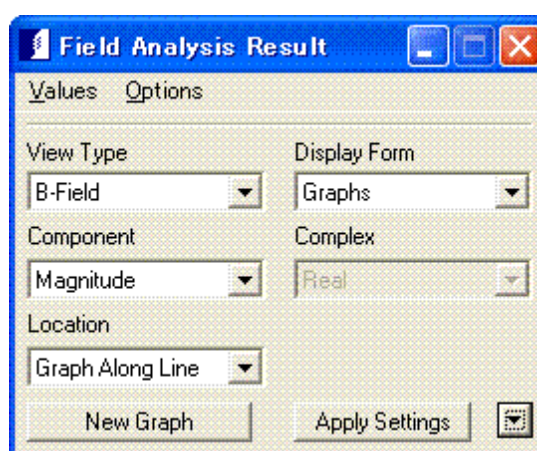 Field Analysis Result
Values Options
View Type Display Form
B-Field Graphs
Component Complex
Magnitude Real
Location
Graph Along Line
New Graph Apply Settings